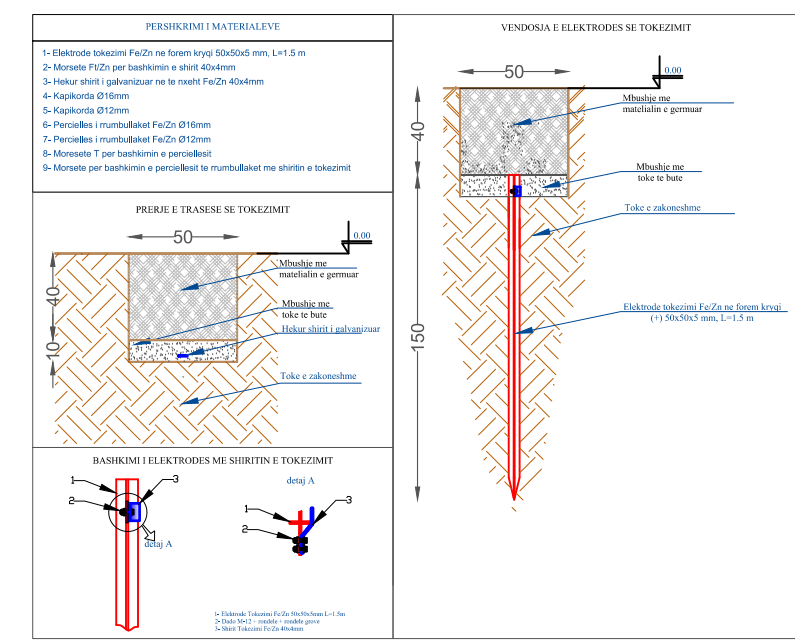 PERSHKRIMI I MATERIALEVE
1- Elektrode tokezimi Fe/Zn ne forem kryqi 50x50x5 mm, L=1.5 m
2- Morsete Ft/Zn per bashkimin e shirit 40x4mm
3- Hekur shirit i galvanizuar ne te nxeht Fe/Zn 40x4mm
4- Kapikorda Ø16mm
5- Kapikorda Ø12mm
6- Percielles i rrumbullaket Fe/Zn Ø16mm
7- Percielles i rrumbullaket Fe/Zn Ø12mm
8- Moresete T per bashkimin e perciellesit
9- Morsete per bashkimin e perciellesit te rrumbullaket me shiritin e tokezimit
PRERJE E TRASESE SE TOKEZIMIT
50
0.00
40
10
Mbushje me
matelialin e germuar
Mbushje me
toke te bute
Hekur shirit i galvanizuar
Toke e zakoneshme
BASHKIMI I ELEKTRODES ME SHIRITIN E TOKEZIMIT
1
2
3
detaj A
detaj A
1
2
3
1- Elektrode Tokezimi Fe/Zn 50x50x5mm L=1.5m
2- Dado M-12 + rondele + rondele grove
3- Shirit Tokezimi Fe/Zn 40x4mm
VENDOSJA E ELEKTRODES SE TOKEZIMIT
50
0.00
40
150
Mbushje me
matelialin e germuar
Mbushje me
toke te bute
Toke e zakoneshme
Elektrode tokezimi Fe/Zn ne forem kryqi
(+) 50x50x5 mm, L=1.5 m